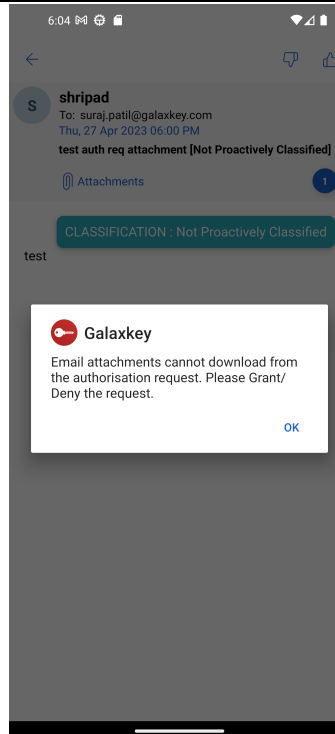 6:04
S
shripad
To: suraj.patil@galaxkey.com
Thu, 27 Apr 2023 06:00 PM
test auth req attachment [Not Proactively Classified]
Attachments
1
CLASSIFICATION : Not Proactively Classified
test
Galaxkey
Email attachments cannot download from
the authorisation request. Please Grant/
Deny the request.
OK